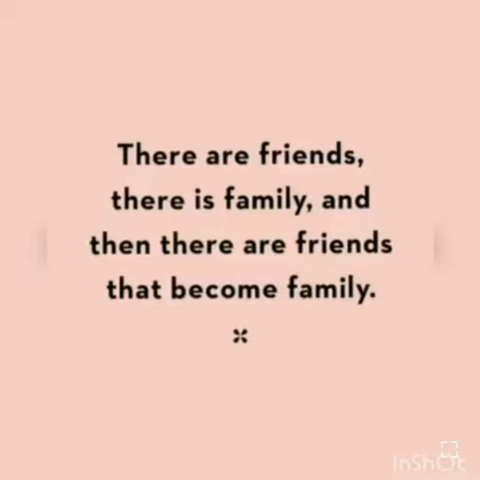 There are friends,
there is family, and
then there are friends
that become family.
InShOt